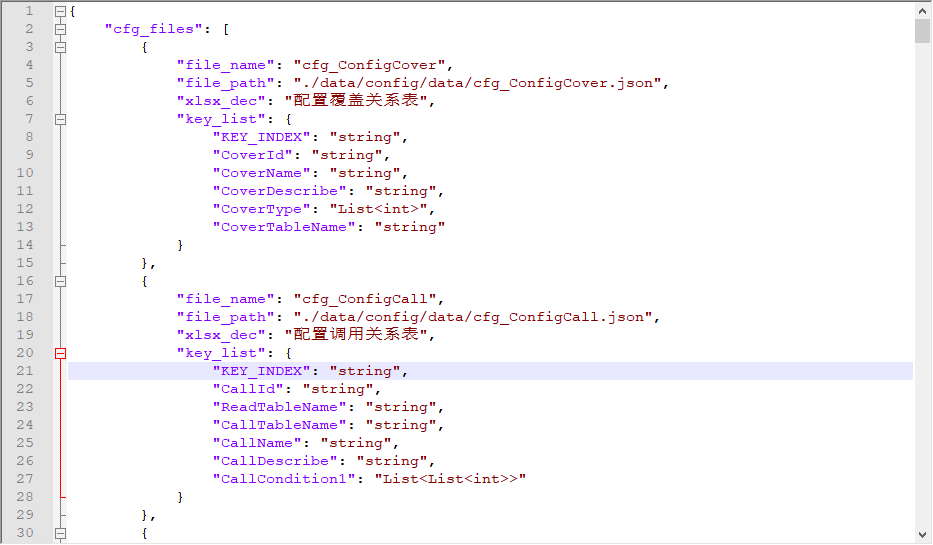 1 {
2 "cfg_files": [
3 {
4 "file_name": "cfg_ConfigCover",
5 "file_path": "./data/config/data/cfg_ConfigCover.json",
6 "xlsx_dec": "配置覆盖关系表",
7 "key_list": {
8 "KEY_INDEX": "string",
9 "CoverId": "string",
10 "CoverName": "string",
11 "CoverDescribe": "string",
12 "CoverType": "List<int>",
13 "CoverTableName": "string"
14 }
15 },
16 {
17 "file_name": "cfg_ConfigCall",
18 "file_path": "./data/config/data/cfg_ConfigCall.json",
19 "xlsx_dec": "配置调用关系表",
20 "key_list": {
21 "KEY_INDEX": "string",
22 "CallId": "string",
23 "ReadTableName": "string",
24 "CallTableName": "string",
25 "CallName": "string",
26 "CallDescribe": "string",
27 "CallCondition1": "List<List<int>>"
28 }
29 },
30 {